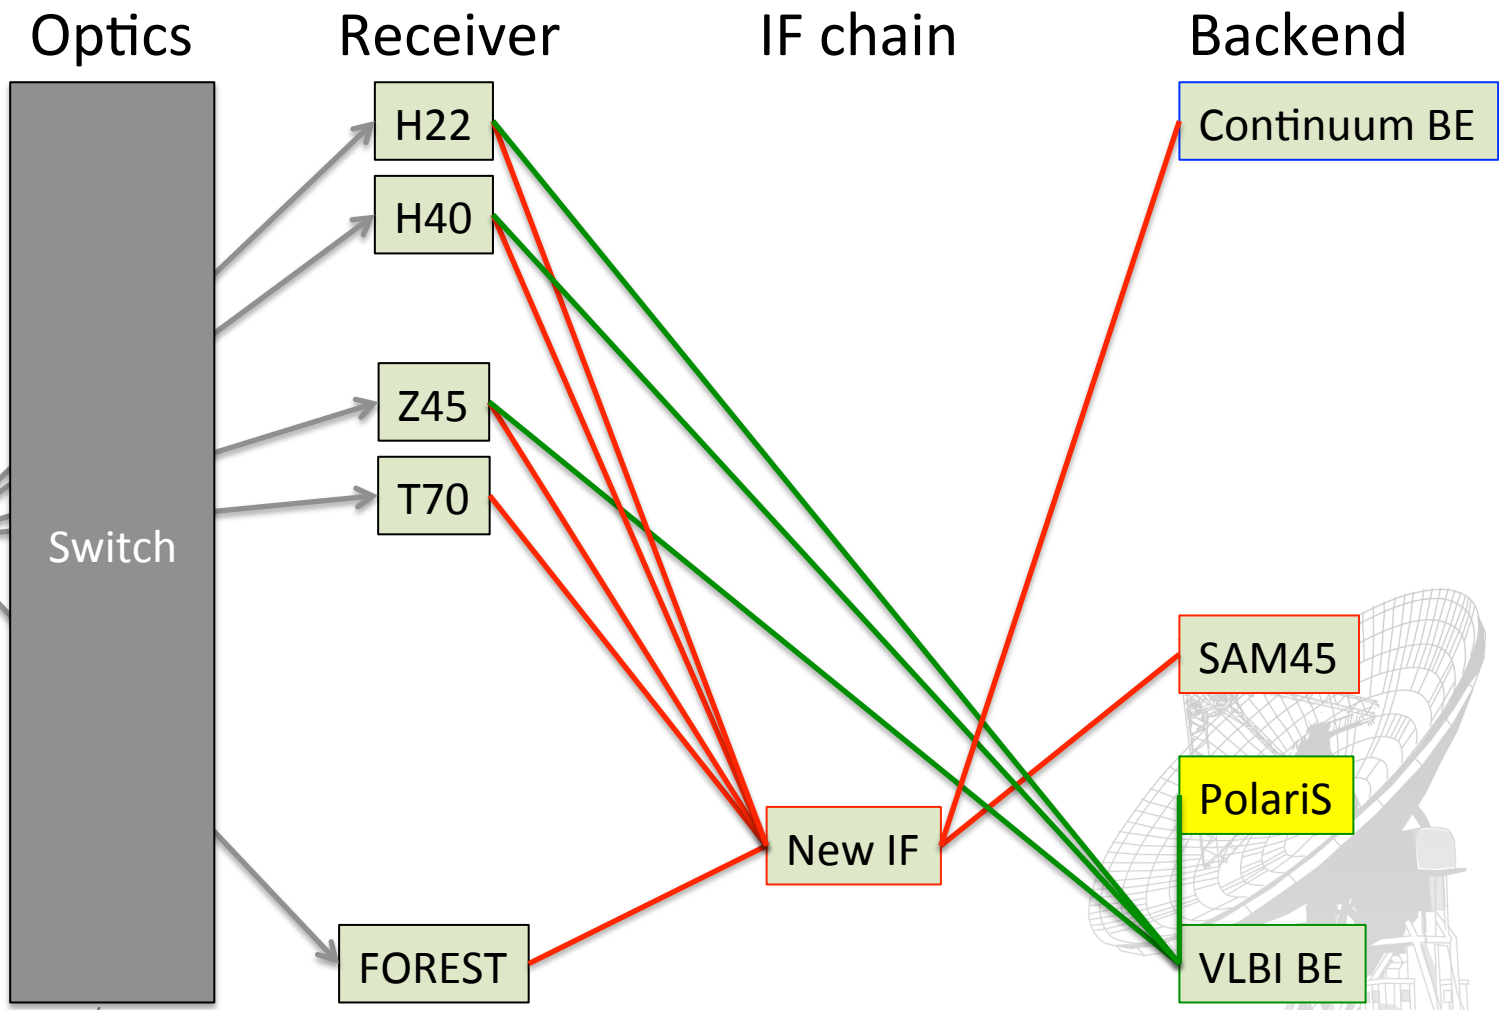 Optics Receiver IF chain Backend
H22 Continuum BE
H40
Z45
T70
Switch
SAM45
PolariS
New IF
FOREST VLBI BE